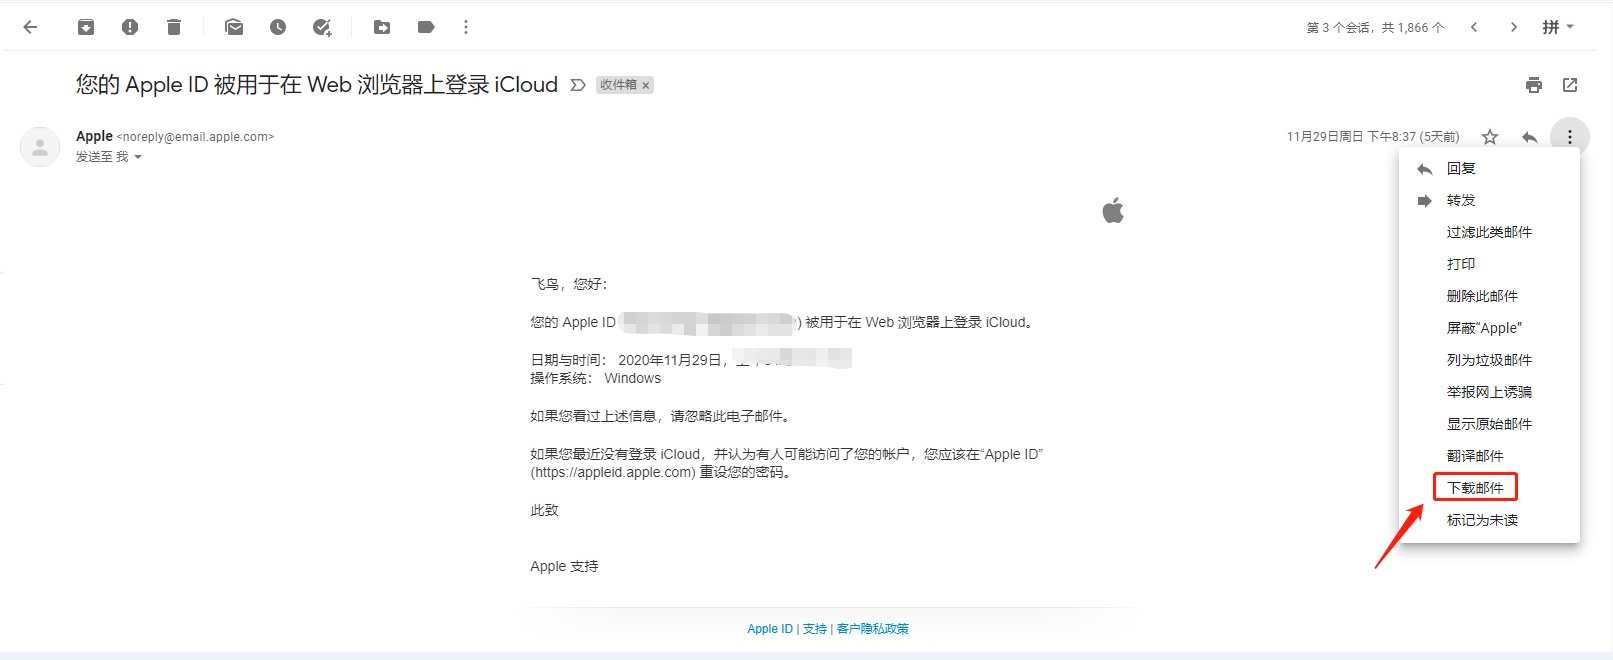 第 3 个会话，共 1,866 个
拼
您的 Apple ID 被用于在 Web 浏览器上登录 iCloud
收件箱 x
Apple <noreply@email.apple.com>
11月29日周日 下午8:37 (5天前)
发送至 我
回复
转发
过滤此类邮件
打印
删除此邮件
屏蔽“Apple”
列为垃圾邮件
举报网上诱骗
显示原始邮件
翻译邮件
下载邮件
标记为未读
飞鸟，您好：
您的 Apple ID ) 被用于在 Web 浏览器上登录 iCloud。
日期与时间： 2020年11月29日，
操作系统： Windows
如果您看过上述信息，请忽略此电子邮件。
如果您最近没有登录 iCloud，并认为有人可能访问了您的帐户，您应该在“Apple ID”
(https://appleid.apple.com) 重设您的密码。
此致
Apple 支持
Apple ID | 支持 | 客户隐私政策